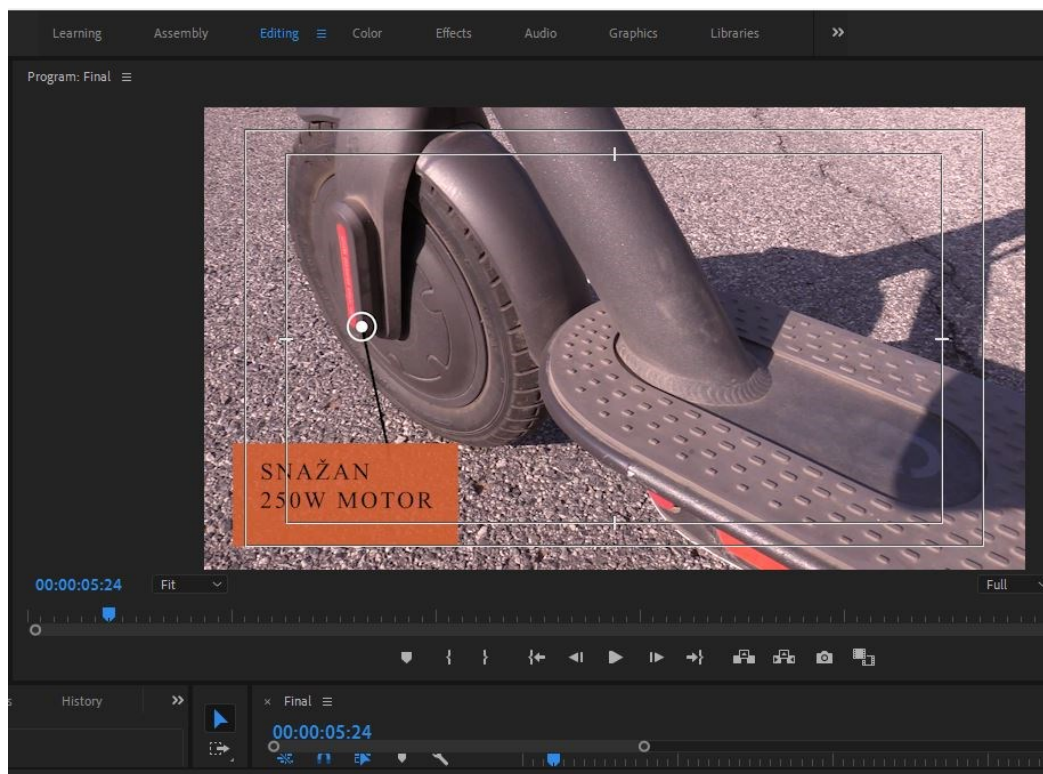 Learning Assembly Editing Color Effects Audio Graphics Libraries
Program: Final
SNAŽAN
250W MOTOR
00:00:05:24 Fit Full
History
× Final
00:00:05:24